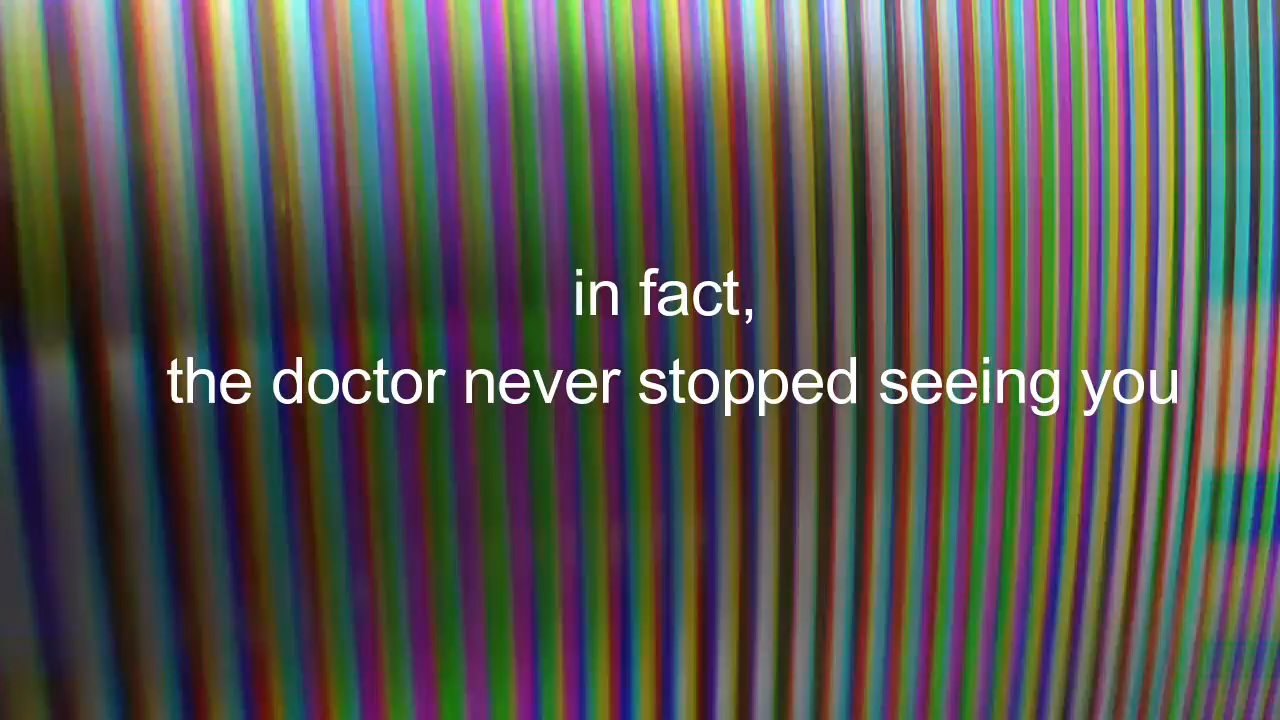 in fact,
the doctor never stopped seeing you